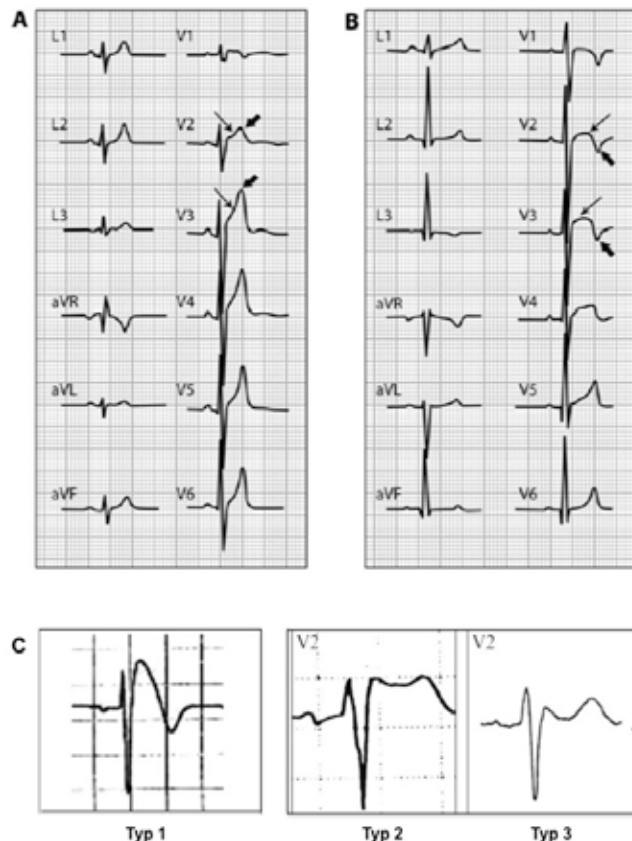 A
L1 V1
L2 V2
L3 V3
aVR V4
aVL V5
aVF V6
B
L1 V1
L2 V2
L3 V3
aVR V4
aVL V5
aVF V6
C
V2 V2
Typ 1 Typ 2 Typ 3